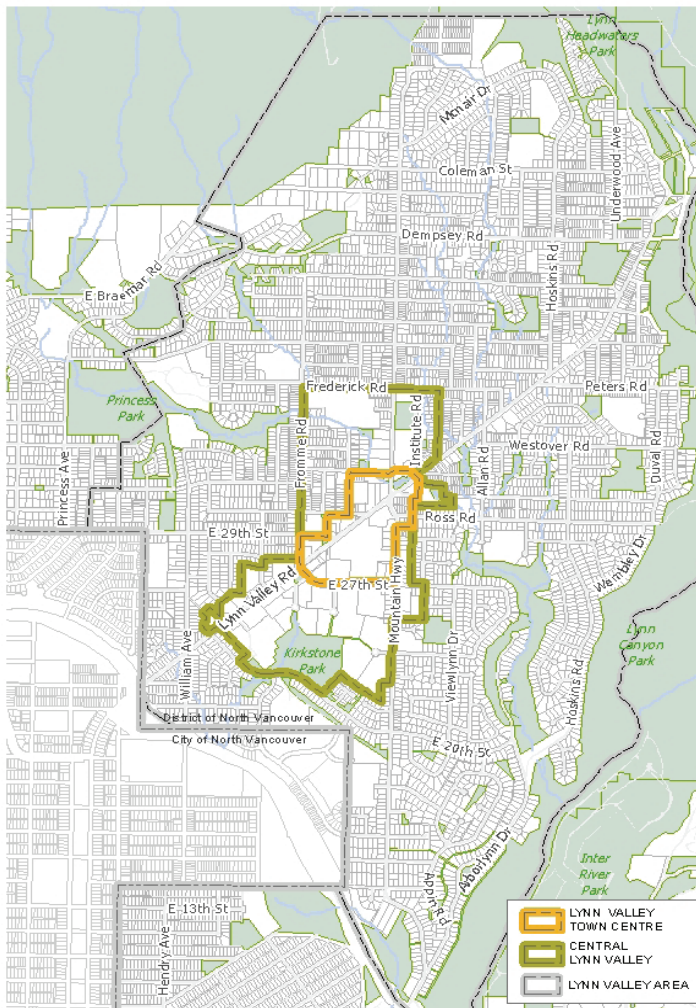 Lynn
Headwaters
Park
Mcnair Dr
Underwood Ave
Coleman St
Dempsey Rd
Hoskins Rd
E Braemar Rd
Princess
Park
Frederick Rd
Peters Rd
Institute Rd
Fromme Rd
Westover Rd
Allan Rd
Duval Rd
Princess Ave
Ross Rd
E 29th St
Wembley Dr
E 27th St
Lynn Valley Rd
Mountain Hwy
Lynn
Canyon
Park
Kirkstone
Park
William Ave
Viewlynn Dr
Hoskins Rd
District of North Vancouver
City of North Vancouver
E 20th St
Arborlynn Dr
Appin Rd
Inter
River
Park
E 13th St
Hendry Ave
LYNN VALLEY
TOWN CENTRE
CENTRAL
LYNN VALLEY
LYNN VALLEY AREA